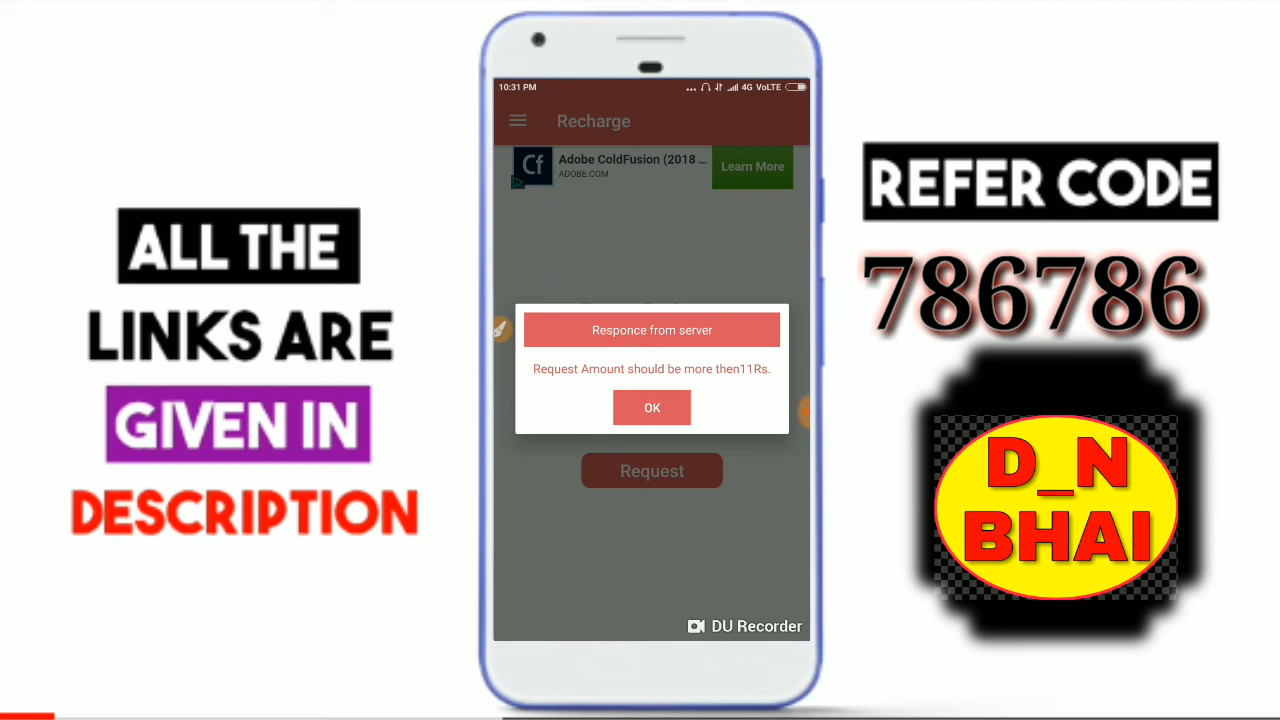 ALL THE
LINKS ARE
GIVEN IN
DESCRIPTION
10:31 PM
... 4G VoLTE
Recharge
Cf
Adobe ColdFusion (2018 ...
ADOBE.COM
Learn More
Responce from server
Request Amount should be more then11Rs.
OK
Request
DU Recorder
REFER CODE
786786
D_N
BHAI